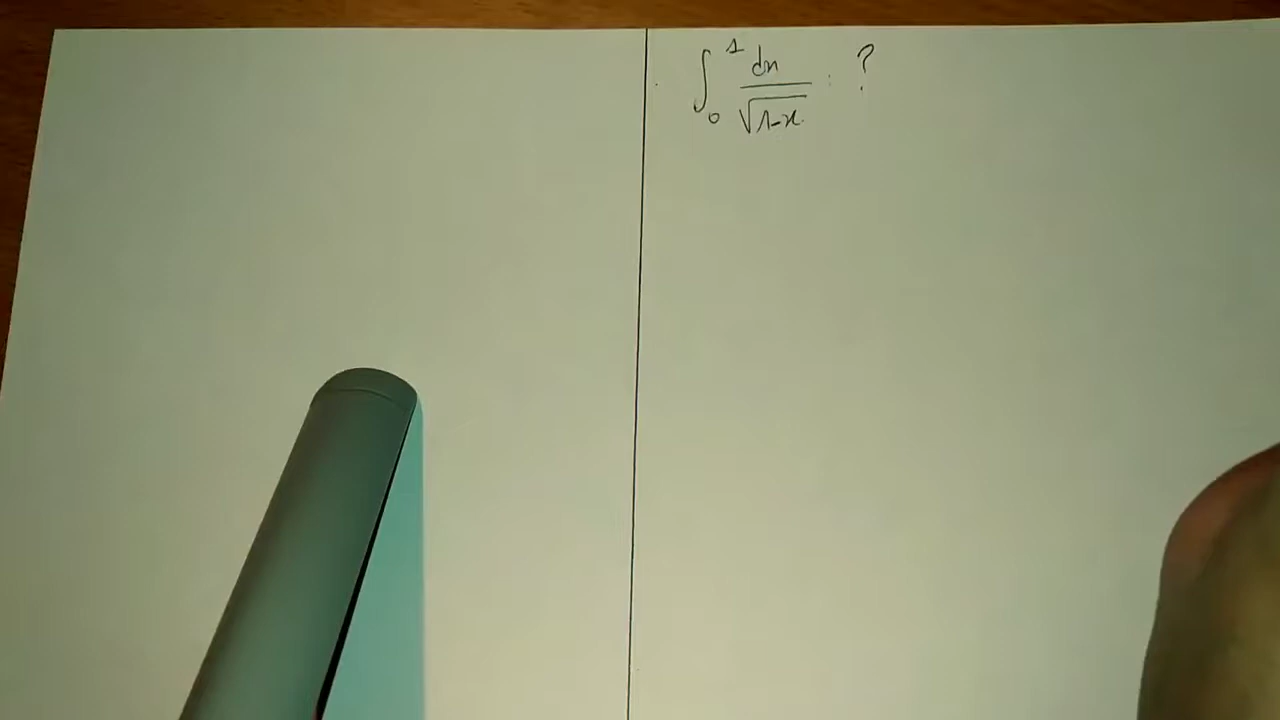 ∫₀¹ dx/√(1-x) : ?